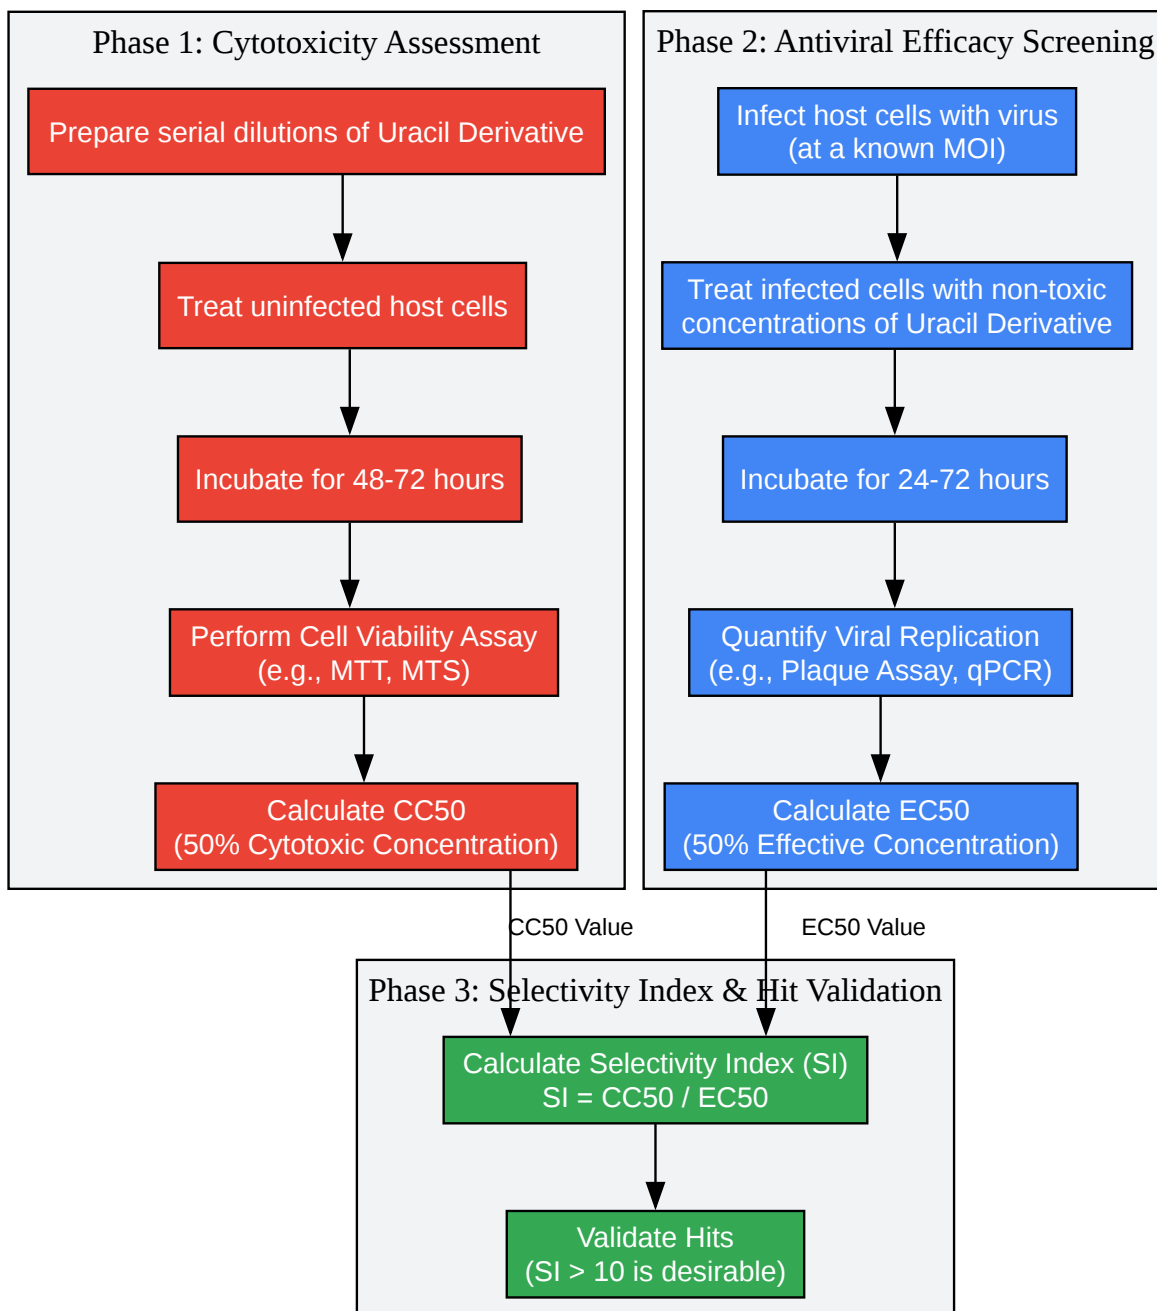 Phase 1: Cytotoxicity Assessment
Prepare serial dilutions of Uracil Derivative
Treat uninfected host cells
Incubate for 48-72 hours
Perform Cell Viability Assay
(e.g., MTT, MTS)
Calculate CC50
(50% Cytotoxic Concentration)
Phase 2: Antiviral Efficacy Screening
Infect host cells with virus
(at a known MOI)
Treat infected cells with non-toxic
concentrations of Uracil Derivative
Incubate for 24-72 hours
Quantify Viral Replication
(e.g., Plaque Assay, qPCR)
Calculate EC50
(50% Effective Concentration)
CC50 Value
EC50 Value
Phase 3: Selectivity Index & Hit Validation
Calculate Selectivity Index (SI)
SI = CC50 / EC50
Validate Hits
(SI > 10 is desirable)